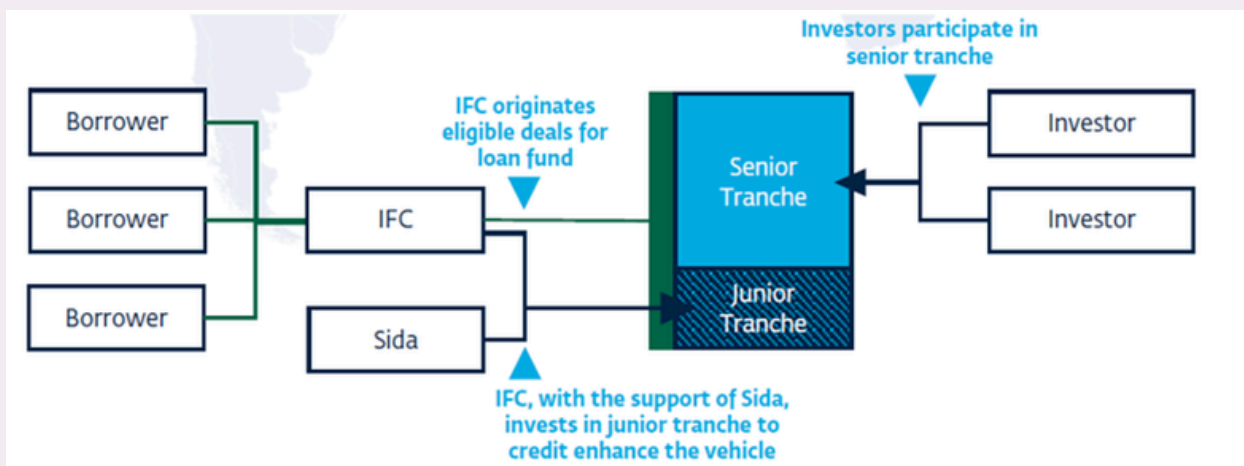 Investors participate in
senior tranche
Borrower
IFC originates
eligible deals for
loan fund
Investor
Senior
Tranche
Borrower
IFC
Investor
Borrower
Sida
Junior
Tranche
IFC, with the support of Sida,
invests in junior tranche to
credit enhance the vehicle